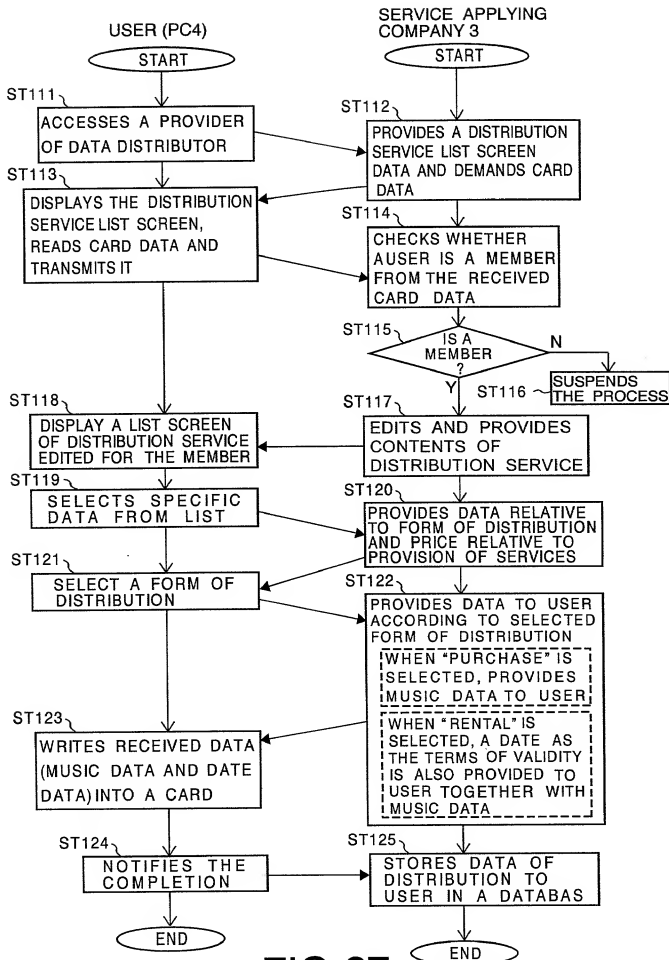 USER (PC4)
SERVICE APPLYING
COMPANY 3
START
START
ST111
ACCESSES A PROVIDER
OF DATA DISTRIBUTOR
ST112
PROVIDES A DISTRIBUTION
SERVICE LIST SCREEN
DATA AND DEMANDS CARD
DATA
ST113
DISPLAYS THE DISTRIBUTION
SERVICE LIST SCREEN,
READS CARD DATA AND
TRANSMITS IT
ST114
CHECKS WHETHER
AUSER IS A MEMBER
FROM THE RECEIVED
CARD DATA
ST115
IS A
MEMBER
?
N
Y
ST116
SUSPENDS
THE PROCESS
ST117
EDITS AND PROVIDES
CONTENTS OF
DISTRIBUTION SERVICE
ST118
DISPLAY A LIST SCREEN
OF DISTRIBUTION SERVICE
EDITED FOR THE MEMBER
ST119
SELECTS SPECIFIC
DATA FROM LIST
ST120
PROVIDES DATA RELATIVE
TO FORM OF DISTRIBUTION
AND PRICE RELATIVE TO
PROVISION OF SERVICES
ST121
SELECT A FORM OF
DISTRIBUTION
ST122
PROVIDES DATA TO USER
ACCORDING TO SELECTED
FORM OF DISTRIBUTION
WHEN "PURCHASE" IS
SELECTED, PROVIDES
MUSIC DATA TO USER
WHEN "RENTAL" IS
SELECTED, A DATE AS
THE TERMS OF VALIDITY
IS ALSO PROVIDED TO
USER TOGETHER WITH
MUSIC DATA
ST123
WRITES RECEIVED DATA
(MUSIC DATA AND DATE
DATA) INTO A CARD
ST124
NOTIFIES THE
COMPLETION
ST125
STORES DATA OF
DISTRIBUTION TO
USER IN A DATABAS
END
END